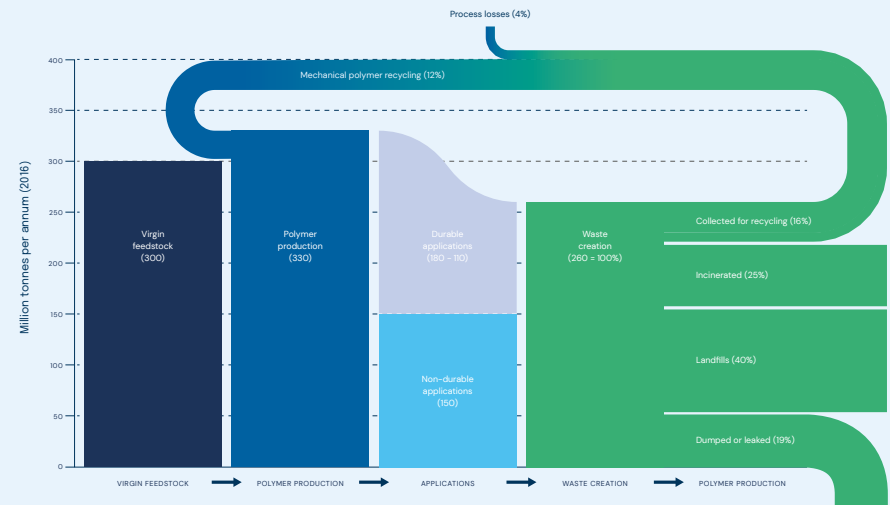 Process losses (4%)
Mechanical polymer recycling (12%)
Million tonnes per annum (2016)
400
350
300
250
200
150
100
50
0
Virgin
feedstock
(300)
Polymer
production
(330)
Durable
applications
(180 - 110)
Non-durable
applications
(150)
Waste
creation
(260 = 100%)
Collected for recycling (16%)
Incinerated (25%)
Landfills (40%)
Dumped or leaked (19%)
VIRGIN FEEDSTOCK
POLYMER PRODUCTION
APPLICATIONS
WASTE CREATION
POLYMER PRODUCTION